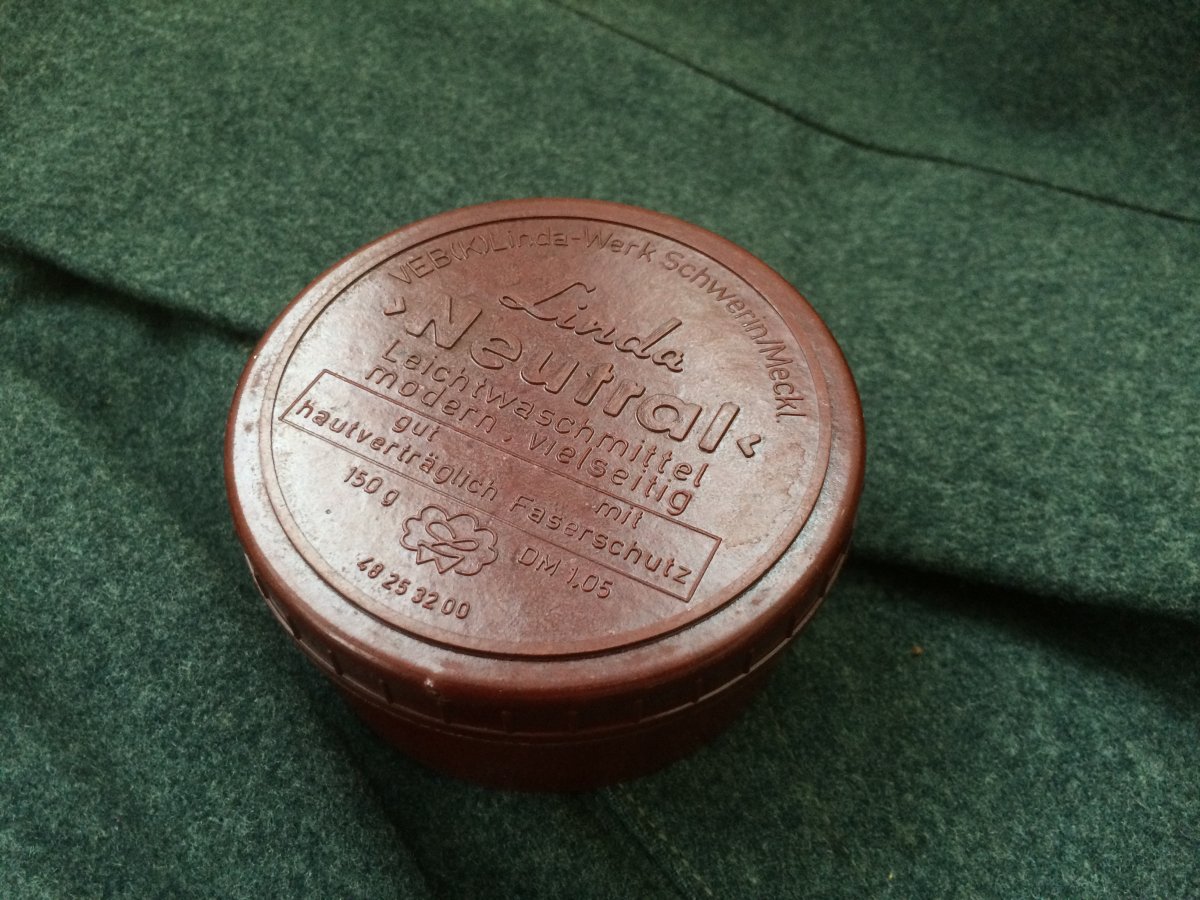 VEB(K)Linda-Werk Schwerin/Meckl.
Linda
›Neutral‹
Leichtwaschmittel
modern, vielseitig
gut mit
hautverträglich Faserschutz
150 g DM 1,05
48 25 32 00